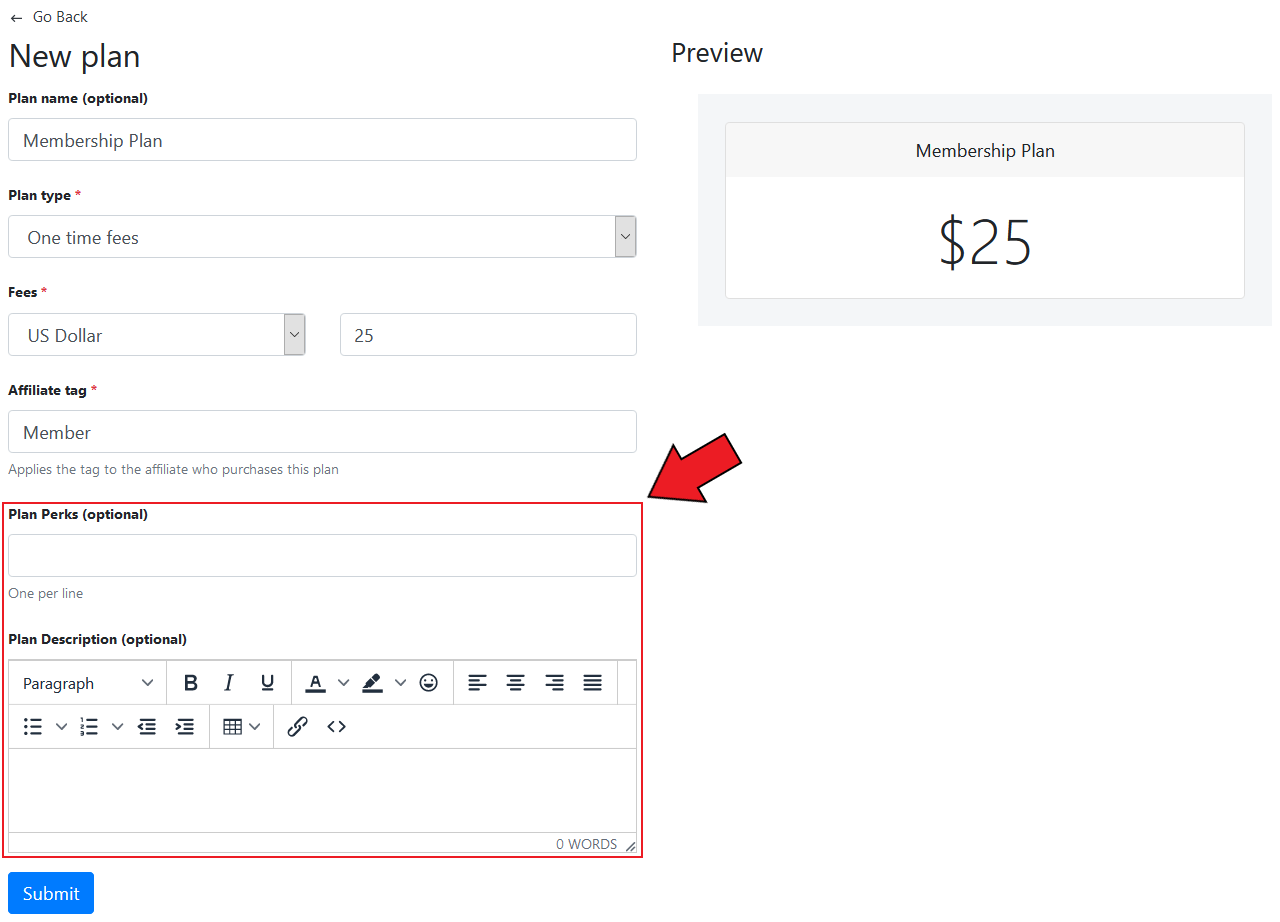 ← Go Back
New plan
Plan name (optional)
Membership Plan
Plan type *
One time fees
Fees *
US Dollar
25
Affiliate tag *
Member
Applies the tag to the affiliate who purchases this plan
Plan Perks (optional)
One per line
Plan Description (optional)
Paragraph B I U A
0 WORDS
Submit
Preview
Membership Plan
$25